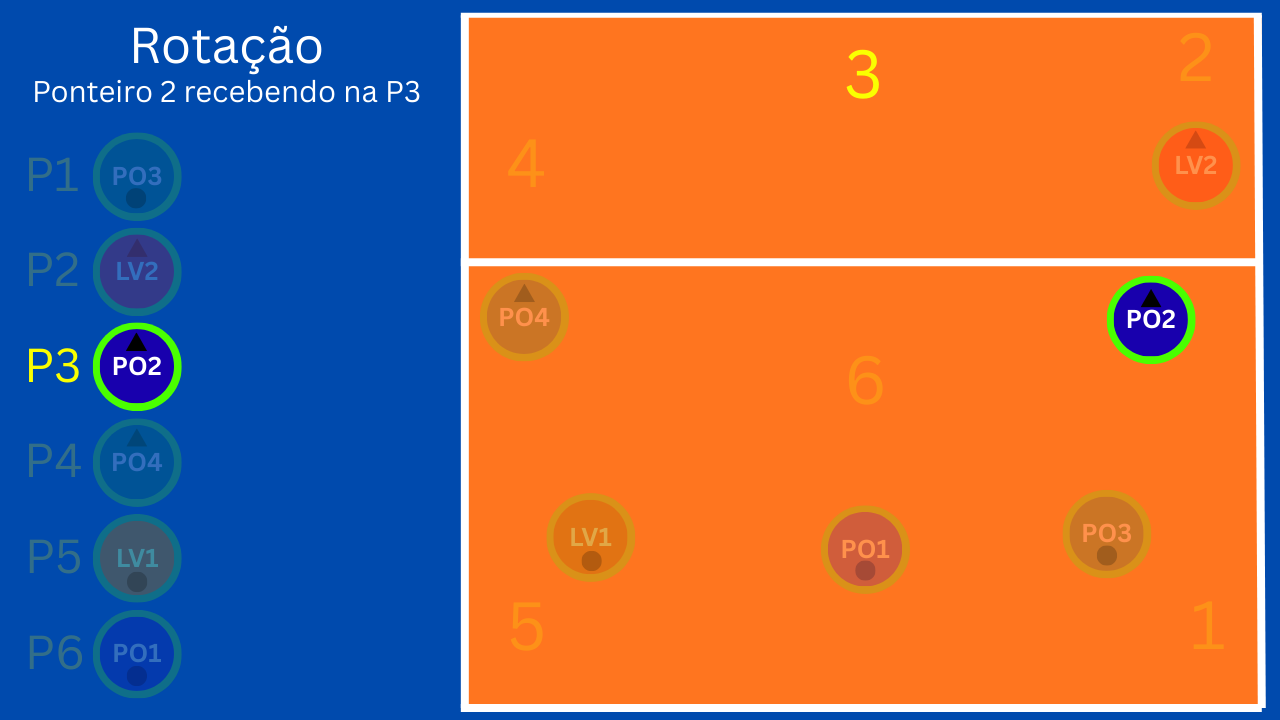 Rotação
Ponteiro 2 recebendo na P3
P1 PO3
P2 LV2
P3 PO2
P4 PO4
P5 LV1
P6 PO1
3
2
4
LV2
PO4
PO2
6
LV1
PO1
PO3
5
1